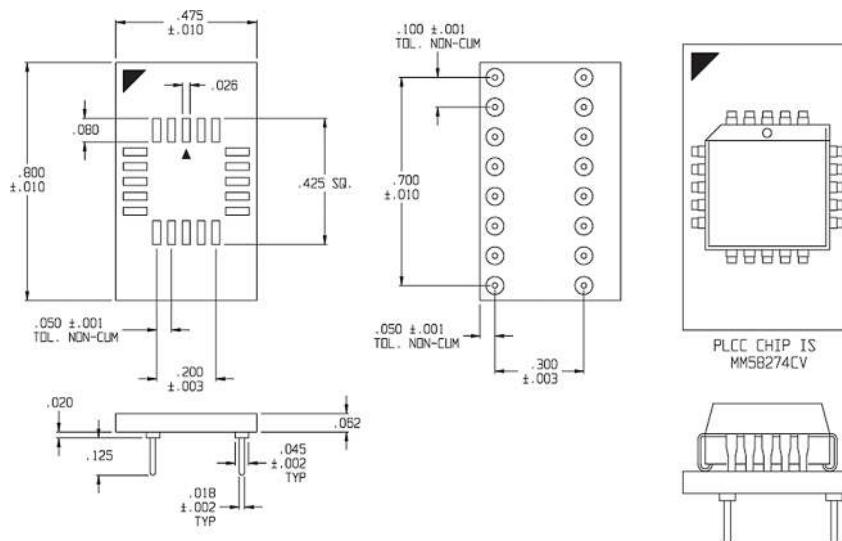 .475
±.010
.026
.080
.800
±.010
.425 SQ.
.050 ±.001
TOL. NON-CUM
.200
±.003
.100 ±.001
TOL. NON-CUM
.700
±.010
.050 ±.001
TOL. NON-CUM
.300
±.003
PLCC CHIP IS
MM58274CV
.020
.125
.062
.045
±.002
TYP
.018
±.002
TYP